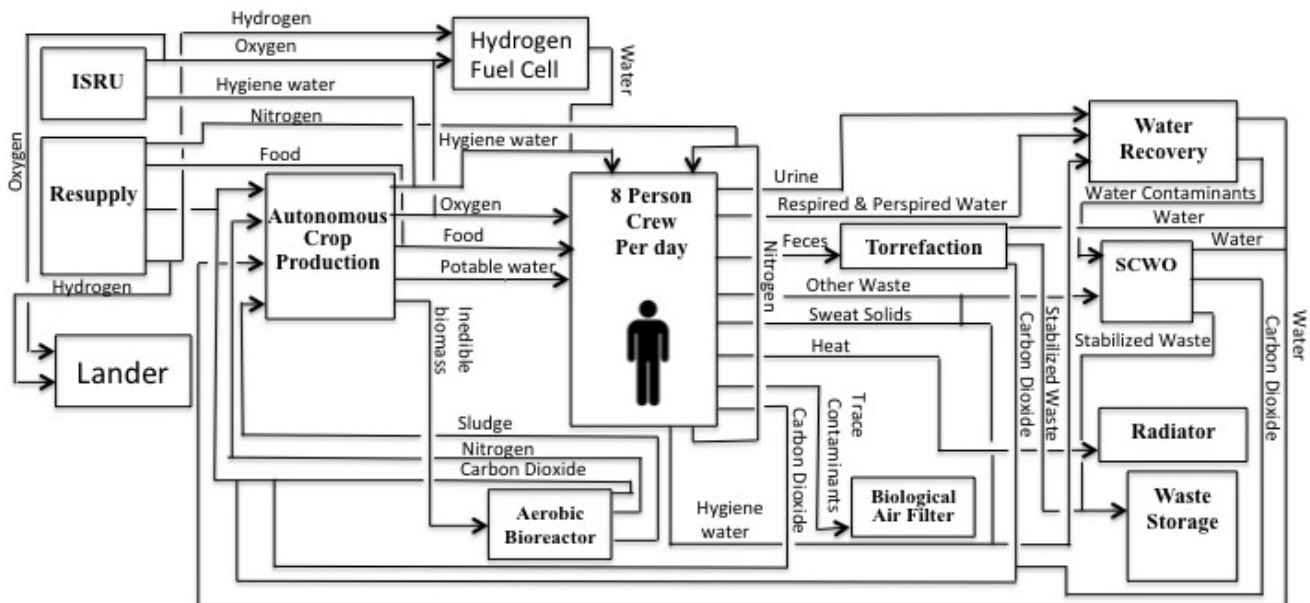 Hydrogen
Oxygen
ISRU
Hygiene water
Hydrogen
Fuel Cell
Water
Nitrogen
Hygiene water
Food
Oxygen
Resupply
Hydrogen
Lander
Autonomous
Crop
Production
Oxygen
Food
Potable water
Inedible
biomass
8 Person
Crew
Per day
Nitrogen
Urine
Respired & Perspired Water
Feces
Torrefaction
Other Waste
Sweat Solids
Heat
Trace
Contaminants
Carbon Dioxide
Water
Recovery
Water Contaminants
Water
Water
SCWO
Stabilized Waste
Stabilized Waste
Carbon Dioxide
Carbon Dioxide
Water
Radiator
Waste
Storage
Biological
Air Filter
Hygiene
water
Sludge
Nitrogen
Carbon Dioxide
Aerobic
Bioreactor